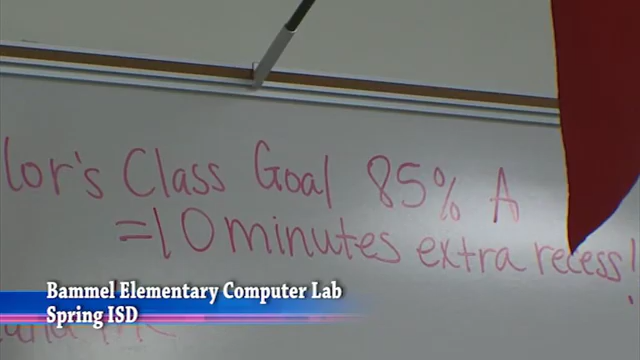 lor's Class Goal 85% A
=10 minutes extra recess!
Bammel Elementary Computer Lab
Spring ISD